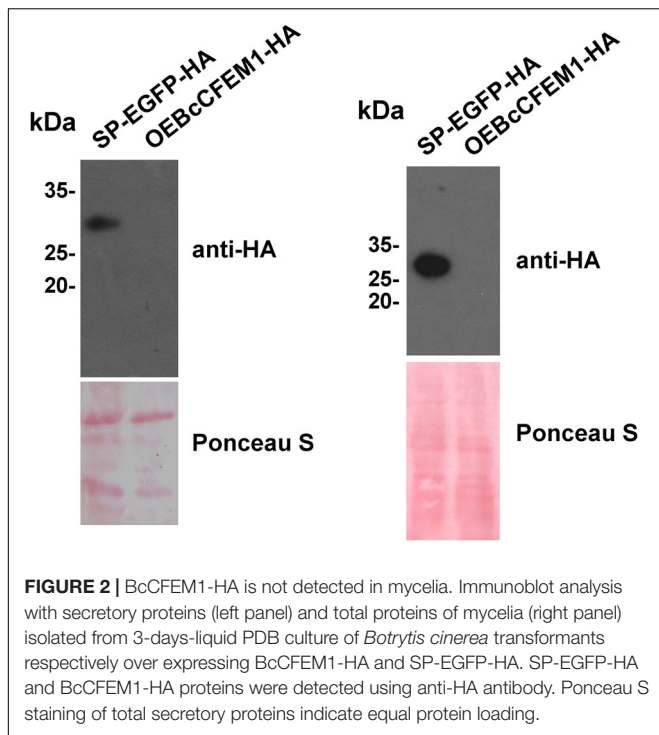 kDa
SP-EGFP-HA
OEBcCFEM1-HA
35-
25-
20-
anti-HA
Ponceau S
kDa
SP-EGFP-HA
OEBcCFEM1-HA
35-
25-
20-
anti-HA
Ponceau S
FIGURE 2 | BcCFEM1-HA is not detected in mycelia. Immunoblot analysis
with secretory proteins (left panel) and total proteins of mycelia (right panel)
isolated from 3-days-liquid PDB culture of Botrytis cinerea transformants
respectively over expressing BcCFEM1-HA and SP-EGFP-HA. SP-EGFP-HA
and BcCFEM1-HA proteins were detected using anti-HA antibody. Ponceau S
staining of total secretory proteins indicate equal protein loading.